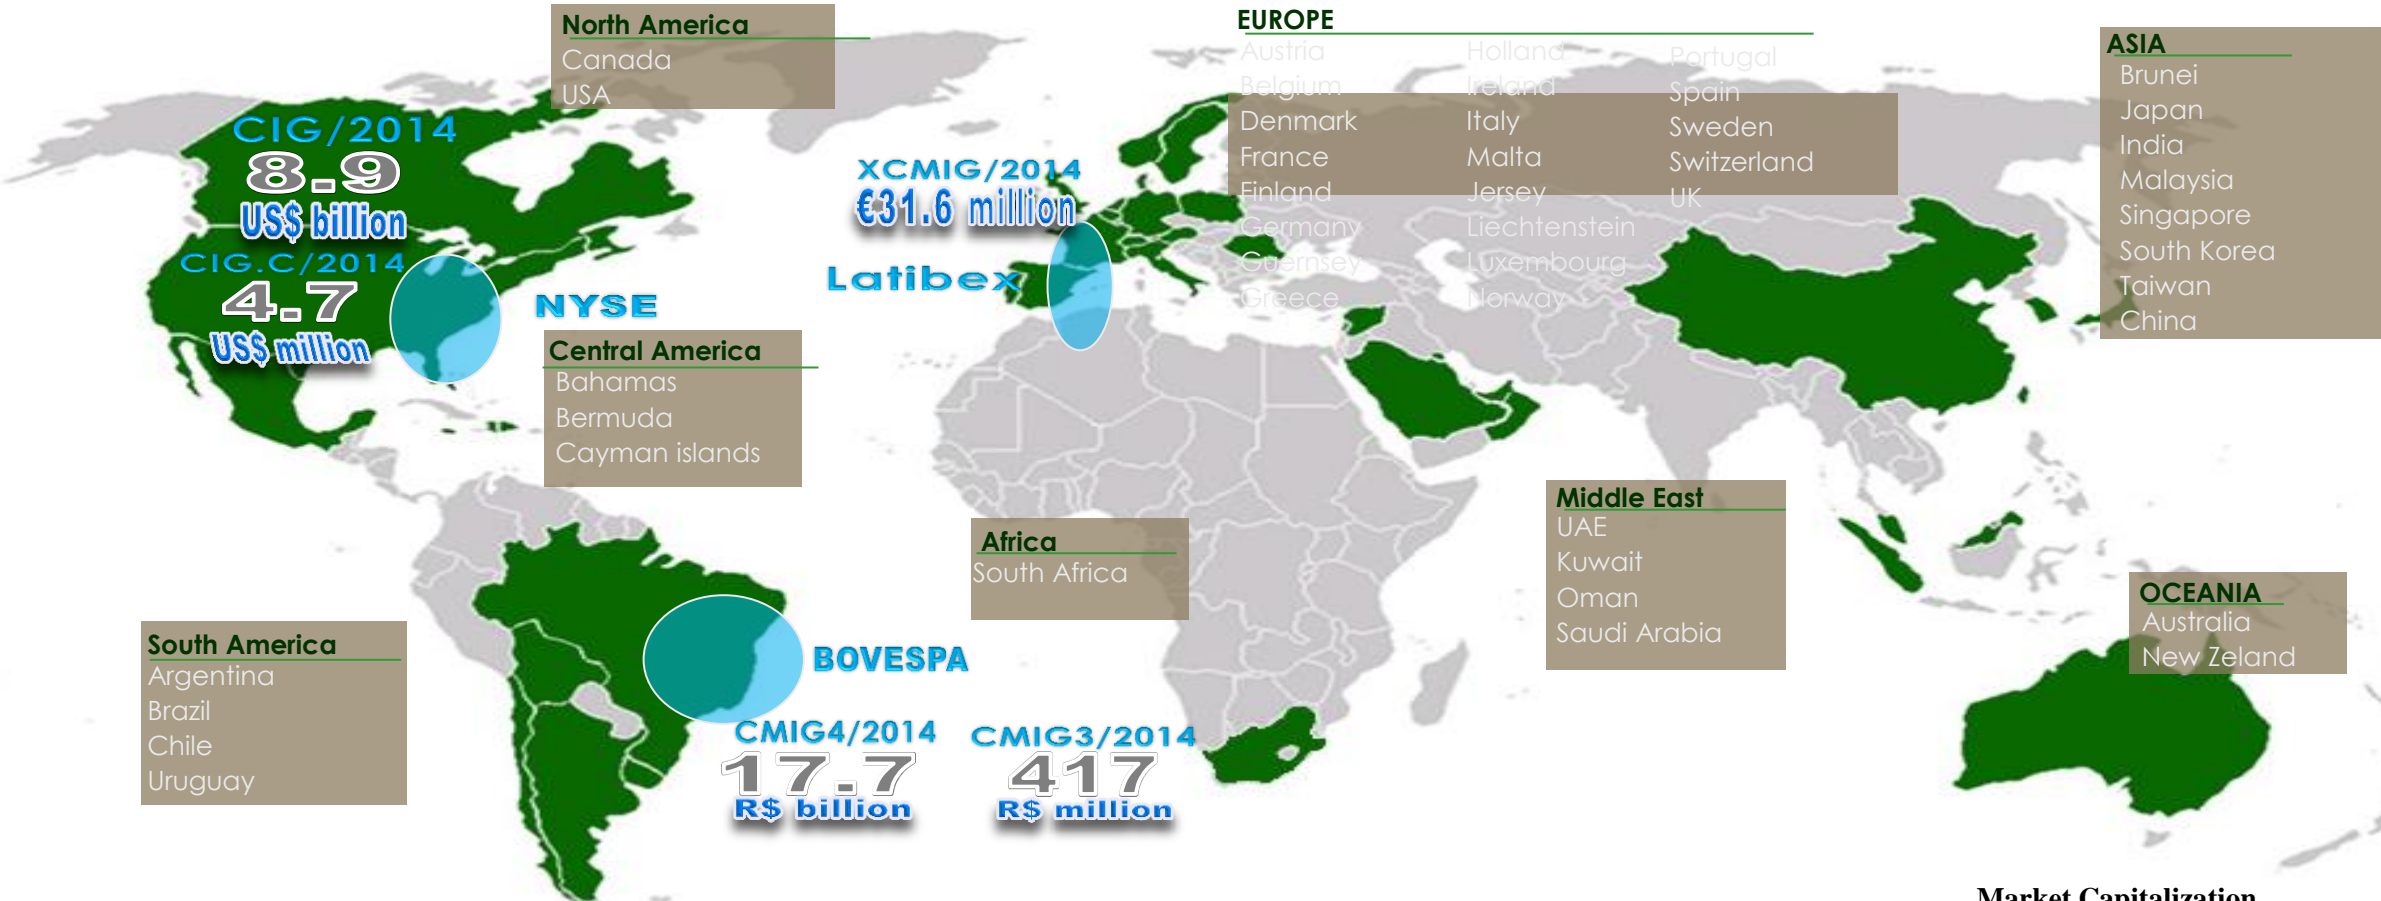 North America
Canada
USA
EUROPE
Austria
Belgium
Denmark
France
Finland
Germany
Guernsey
Greece
Holland
Ireland
Italy
Malta
Jersey
Liechtenstein
Luxembourg
Norway
Portugal
Spain
Sweden
Switzerland
UK
ASIA
Brunei
Japan
India
Malaysia
Singapore
South Korea
Taiwan
China
CIG/2014
8.9
US$ billion
CIG.C/2014
4.7
US$ million
NYSE
XCMIG/2014
€31.6 million
Latibex
Central America
Bahamas
Bermuda
Cayman islands
Middle East
UAE
Kuwait
Oman
Saudi Arabia
Africa
South Africa
OCEANIA
Australia
New Zeland
South America
Argentina
Brazil
Chile
Uruguay
BOVESPA
CMIG4/2014
17.7
R$ billion
CMIG3/2014
417
R$ million
Market Capitalization